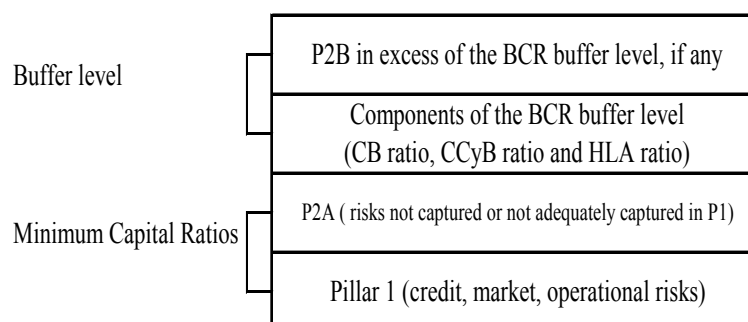 P2B in excess of the BCR buffer level, if any
Buffer level
Components of the BCR buffer level
(CB ratio, CCyB ratio and HLA ratio)
P2A ( risks not captured or not adequately captured in P1)
Minimum Capital Ratios
Pillar 1 (credit, market, operational risks)